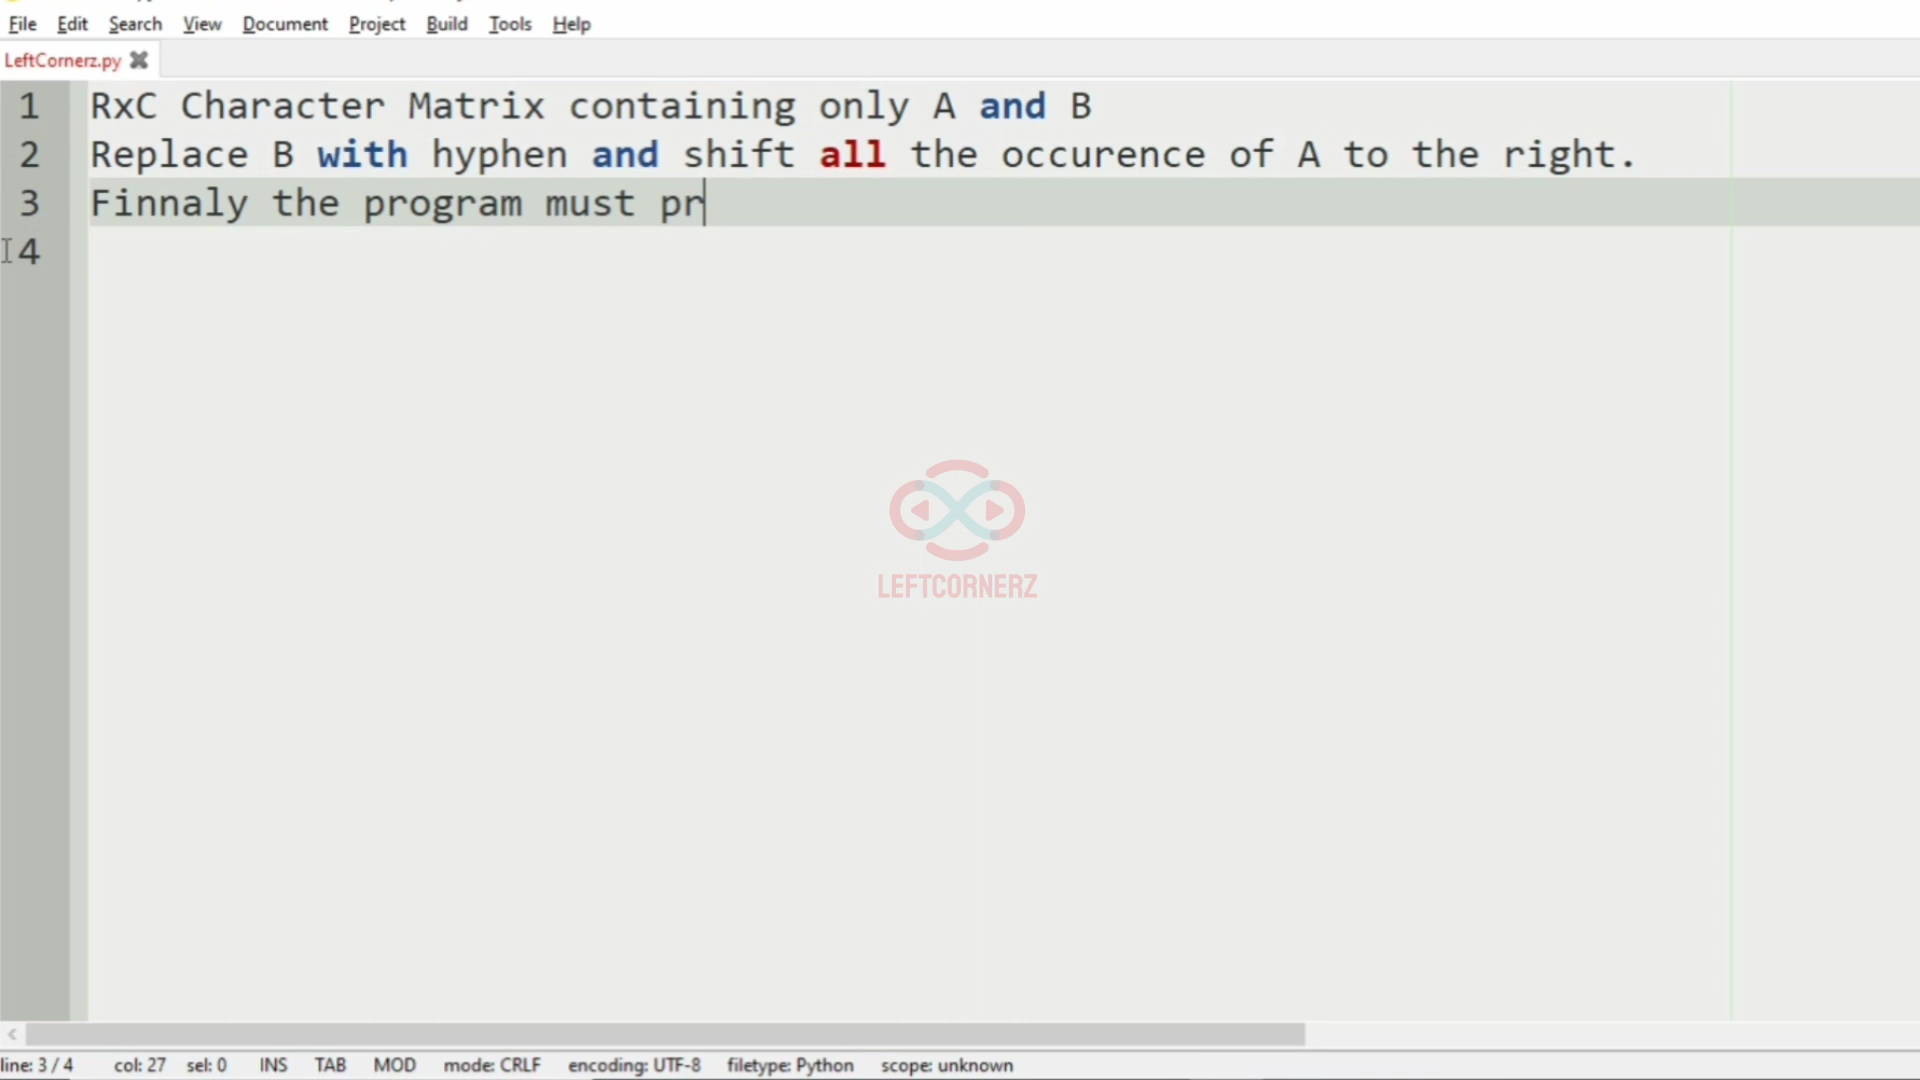 File Edit Search View Document Project Build Tools Help
LeftCornerz.py
1 RxC Character Matrix containing only A and B
2 Replace B with hyphen and shift all the occurence of A to the right.
3 Finnaly the program must pr
4
LEFTCORNERZ
line: 3 / 4 col: 27 sel: 0 INS TAB MOD mode: CRLF encoding: UTF-8 filetype: Python scope: unknown